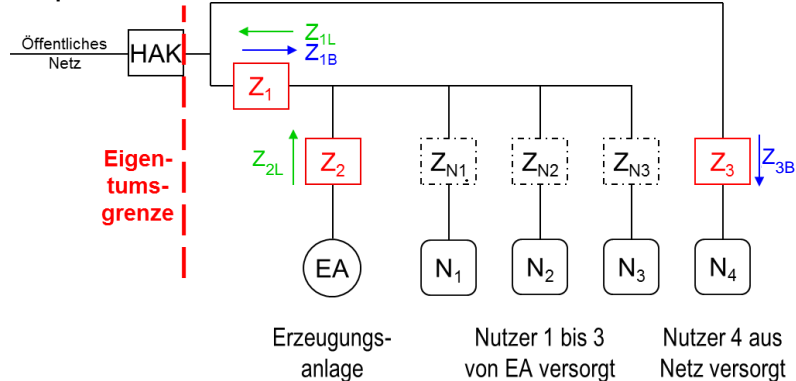 Öffentliches
Netz
HAK
Z1L
Z1B
Z1
Eigen-
tums-
grenze
Z2L
Z2
ZN1
ZN2
ZN3
Z3
Z3B
EA
N1
N2
N3
N4
Erzeugungs-
anlage
Nutzer 1 bis 3
von EA versorgt
Nutzer 4 aus
Netz versorgt